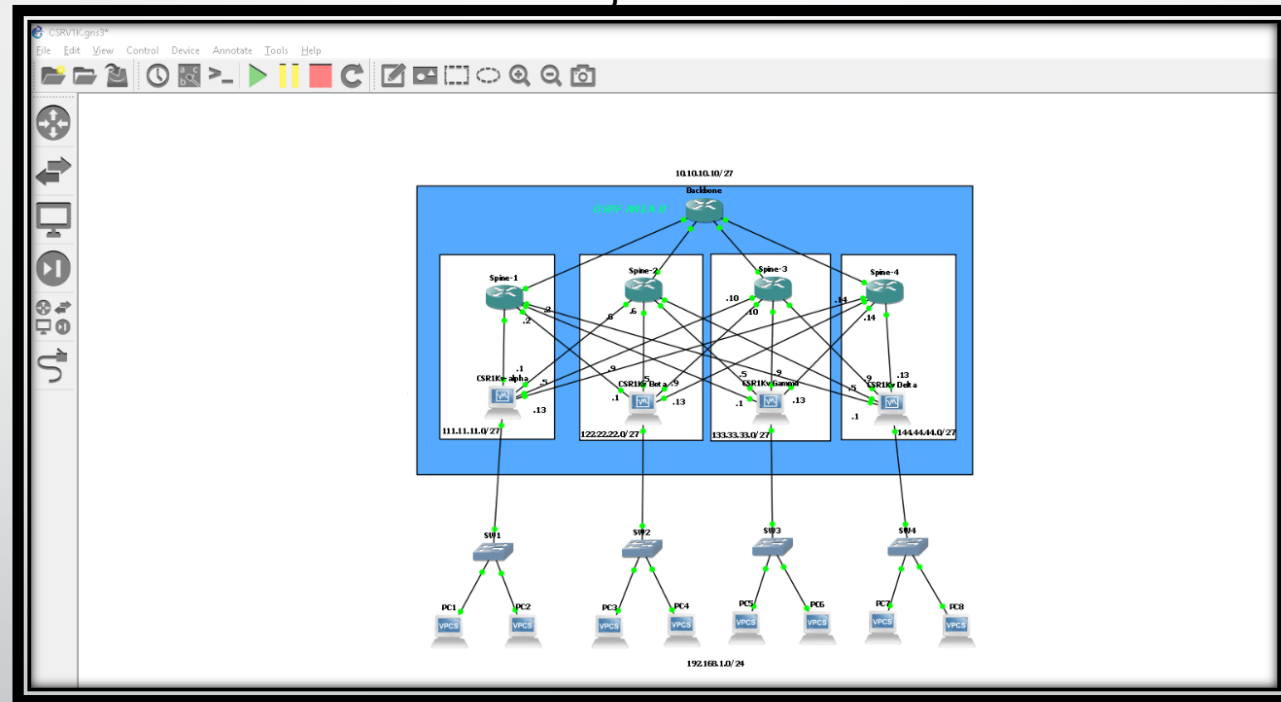 CSRV1K.gns3*
File Edit View Control Device Annotate Tools Help
10.10.10.10/27
Backbone
OSPF AREA 0
Spine-1
Spine-2
Spine-3
Spine-4
.2
.2
.6
.6
.10
.10
.14
.14
.1
.5
.9
.13
.5
.9
.1
.13
.5
.9
.1
.13
.9
.13
.5
.1
CSR1Kv-alpha
CSR1Kv Beta
CSR1Kv Gamma
CSR1Kv Delta
111.11.11.0/27
122.22.22.0/27
133.33.33.0/27
144.44.44.0/27
SW1
SW2
SW3
SW4
PC1
PC2
PC3
PC4
PC5
PC6
PC7
PC8
VPCS
VPCS
VPCS
VPCS
VPCS
VPCS
VPCS
VPCS
192.168.1.0/24